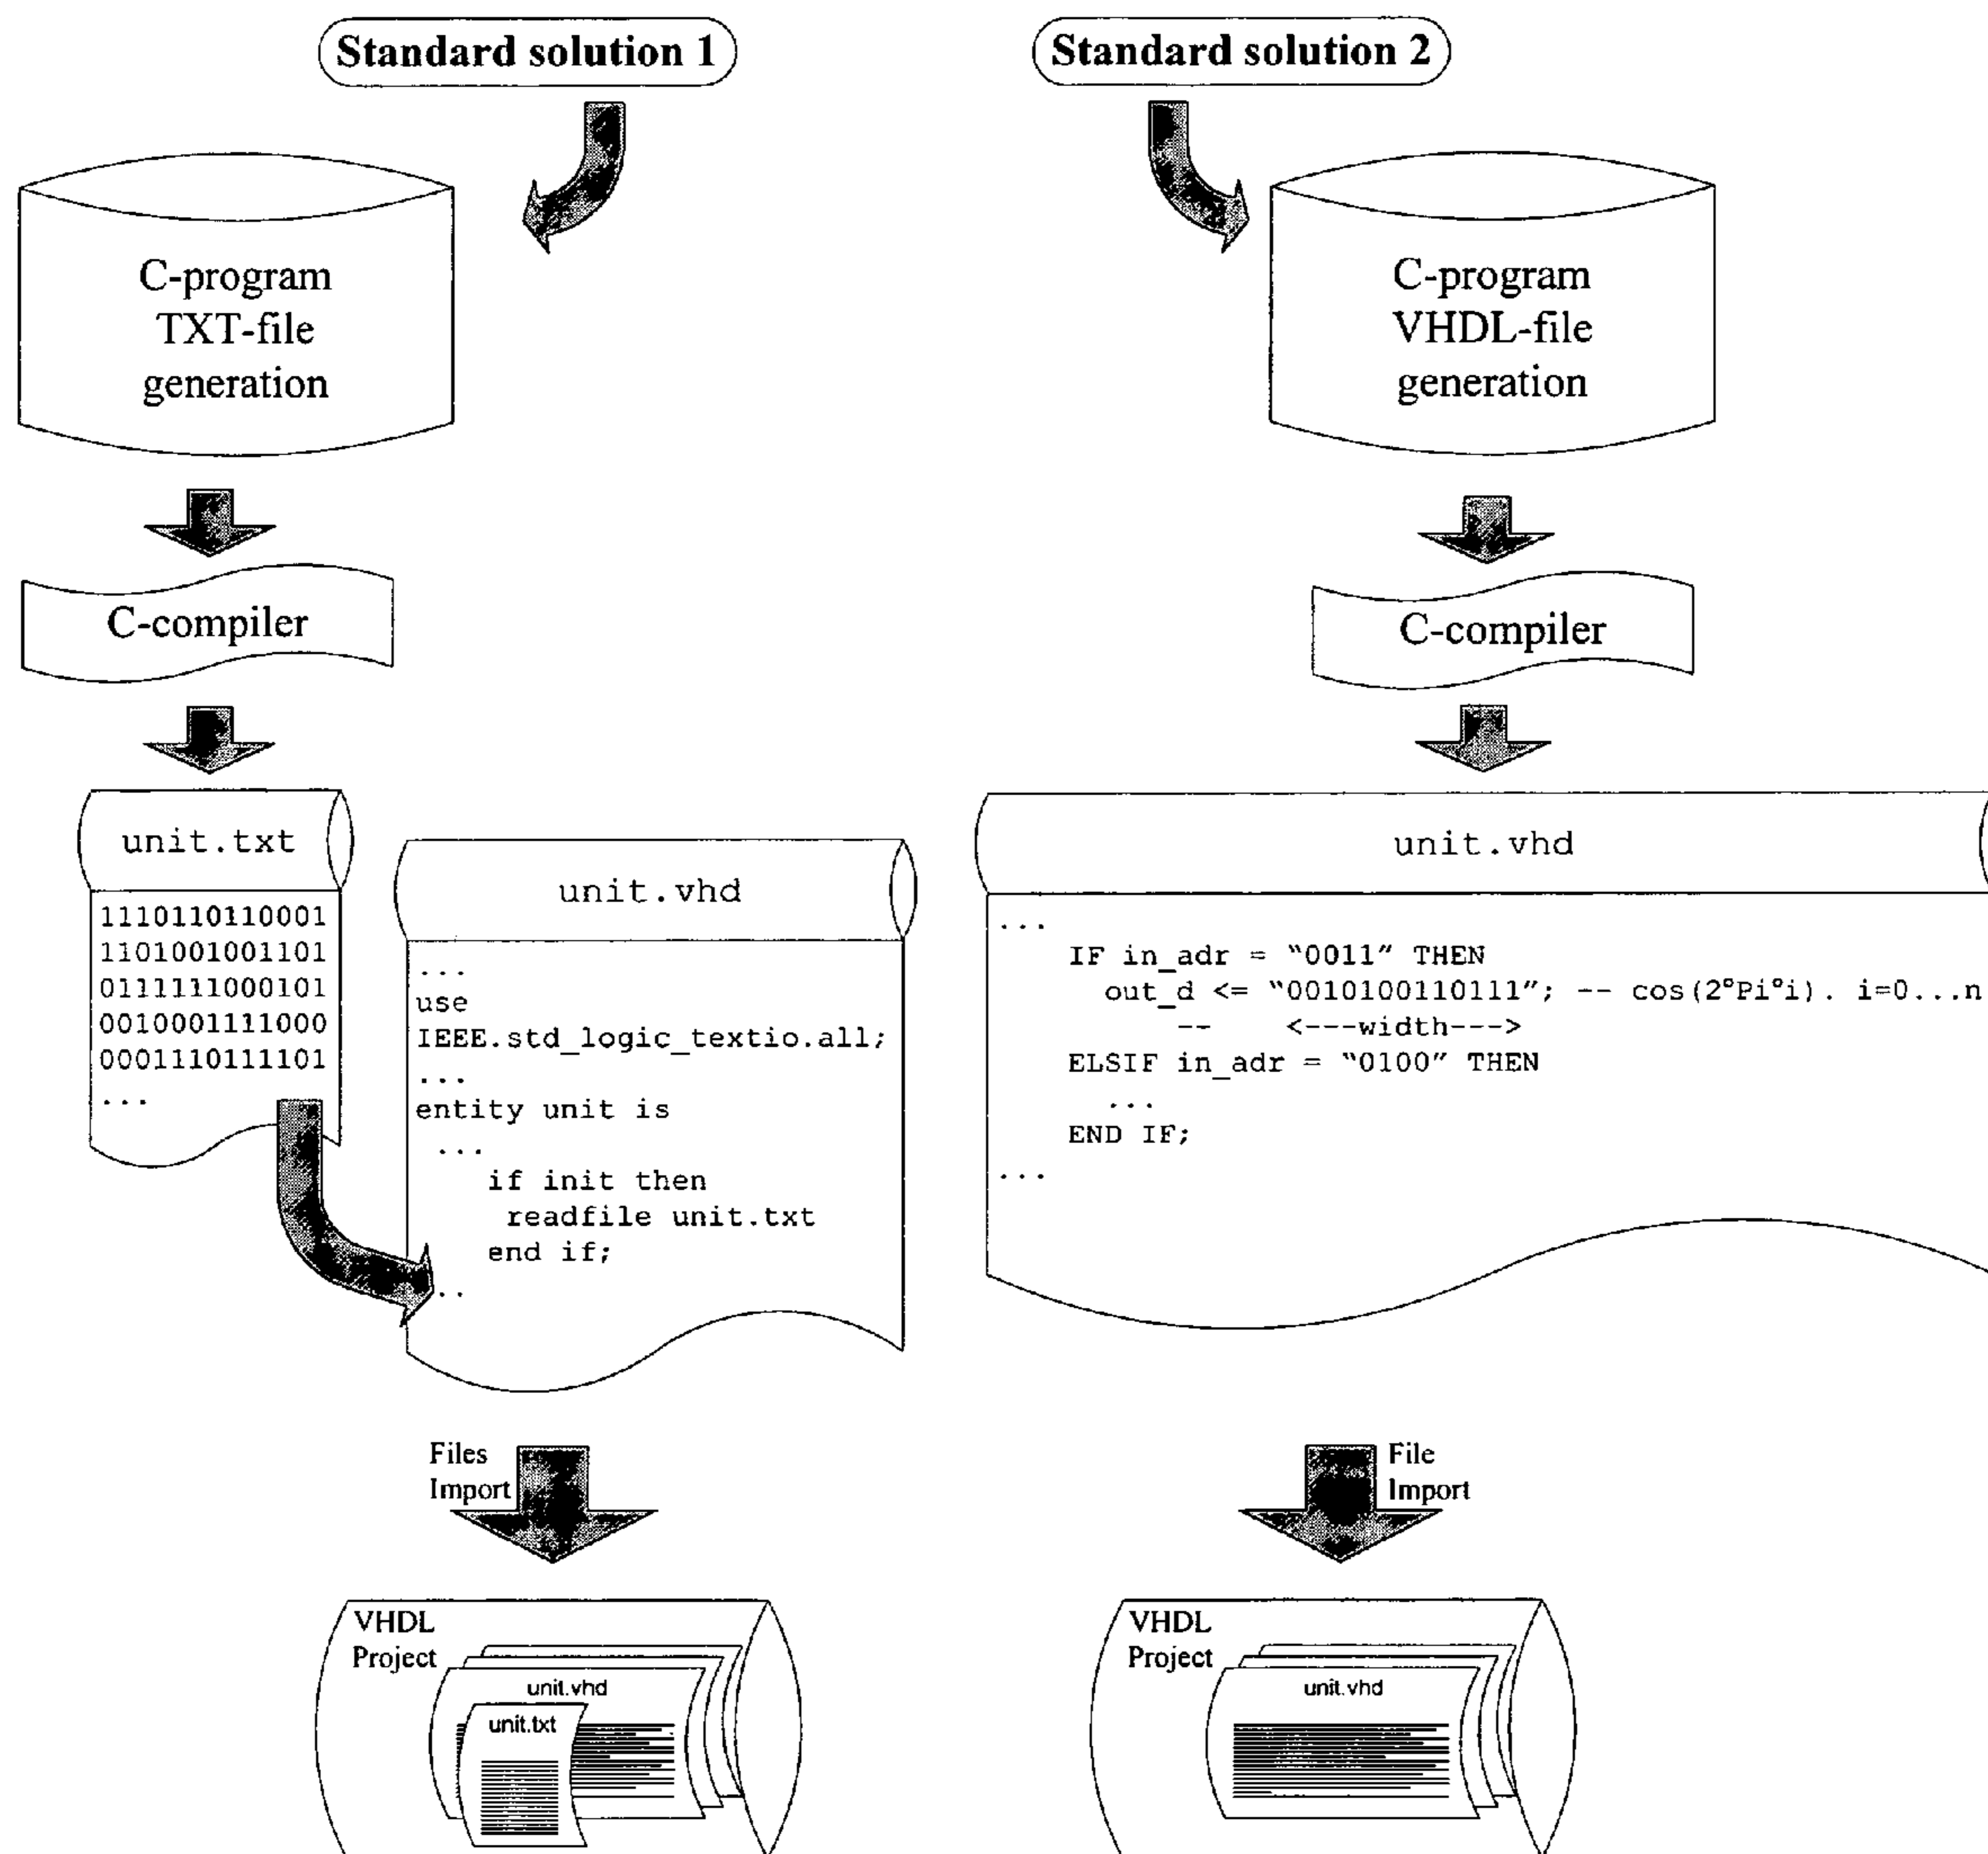 Standard solution 1
C-program
TXT-file
generation
C-compiler
unit.txt
1110110110001
1101001001101
0111111000101
0010001111000
0001110111101
...
unit.vhd
...
use
IEEE.std_logic_textio.all;
...
entity unit is
...
if init then
readfile unit.txt
end if;
..
Files
Import
VHDL
Project
unit.vhd
unit.txt
Standard solution 2
C-program
VHDL-file
generation
C-compiler
unit.vhd
...
IF in_adr = “0011” THEN
out_d <= “0010100110111”; -- cos(2°Pi°i). i=0...n
-- <---width--->
ELSIF in_adr = “0100” THEN
...
END IF;
...
File
Import
VHDL
Project
unit.vhd